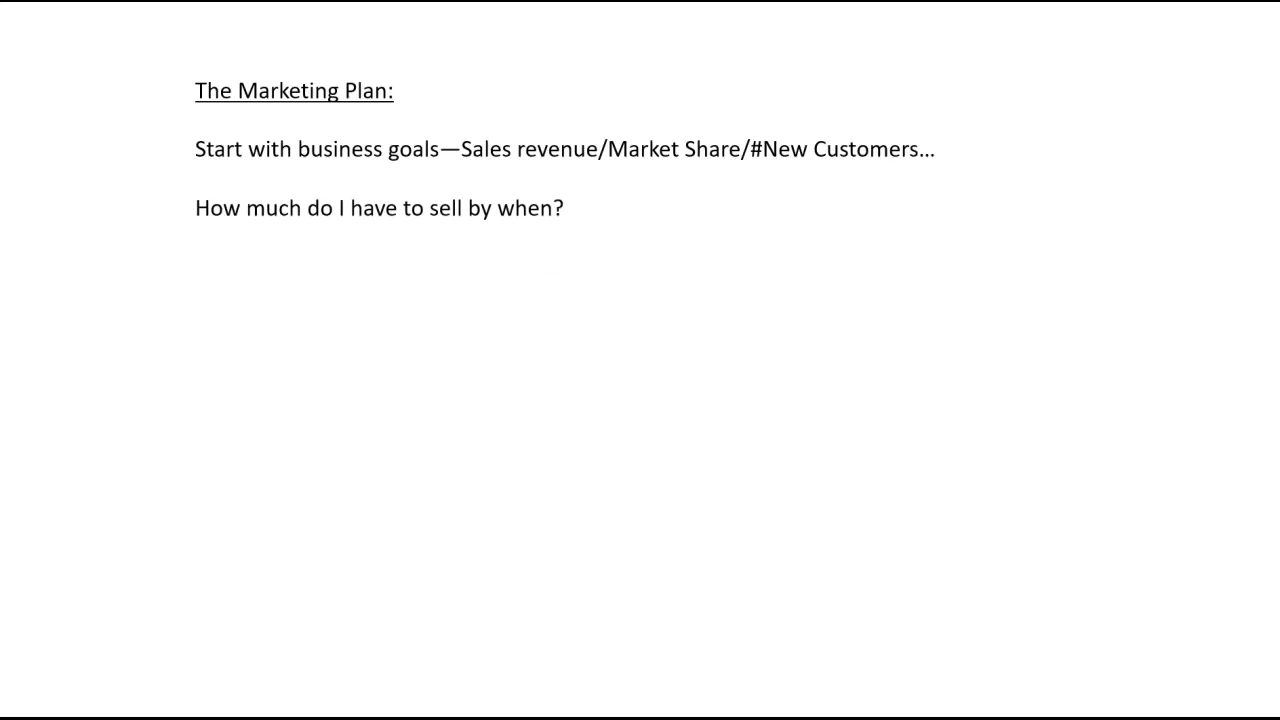 The Marketing Plan:
Start with business goals—Sales revenue/Market Share/#New Customers…
How much do I have to sell by when?